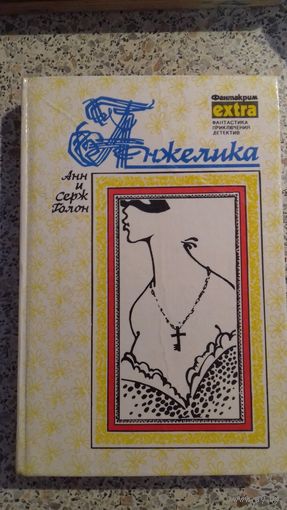 Фантакрим
extra
ФАНТАСТИКА
ПРИКЛЮЧЕНИЯ
ДЕТЕКТИВ
Анжелика
Анн
и
Серж
Голон